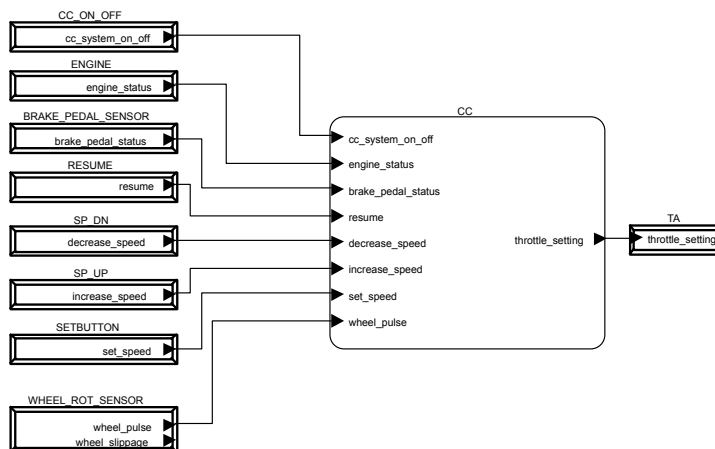 CC_ON_OFF
cc_system_on_off
ENGINE
engine_status
BRAKE_PEDAL_SENSOR
brake_pedal_status
RESUME
resume
SP_DN
decrease_speed
SP_UP
increase_speed
SETBUTTON
set_speed
WHEEL_ROT_SENSOR
wheel_pulse
wheel_slippage
CC
cc_system_on_off
engine_status
brake_pedal_status
resume
decrease_speed
increase_speed
set_speed
wheel_pulse
throttle_setting
TA
throttle_setting